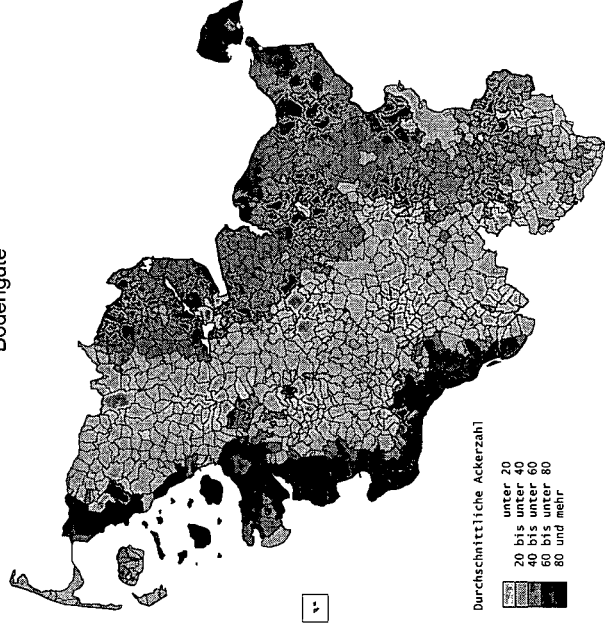 Bodengüte
Durchschnittliche Ackerzahl
unter 20
20 bis unter 40
40 bis unter 60
60 bis unter 80
80 und mehr